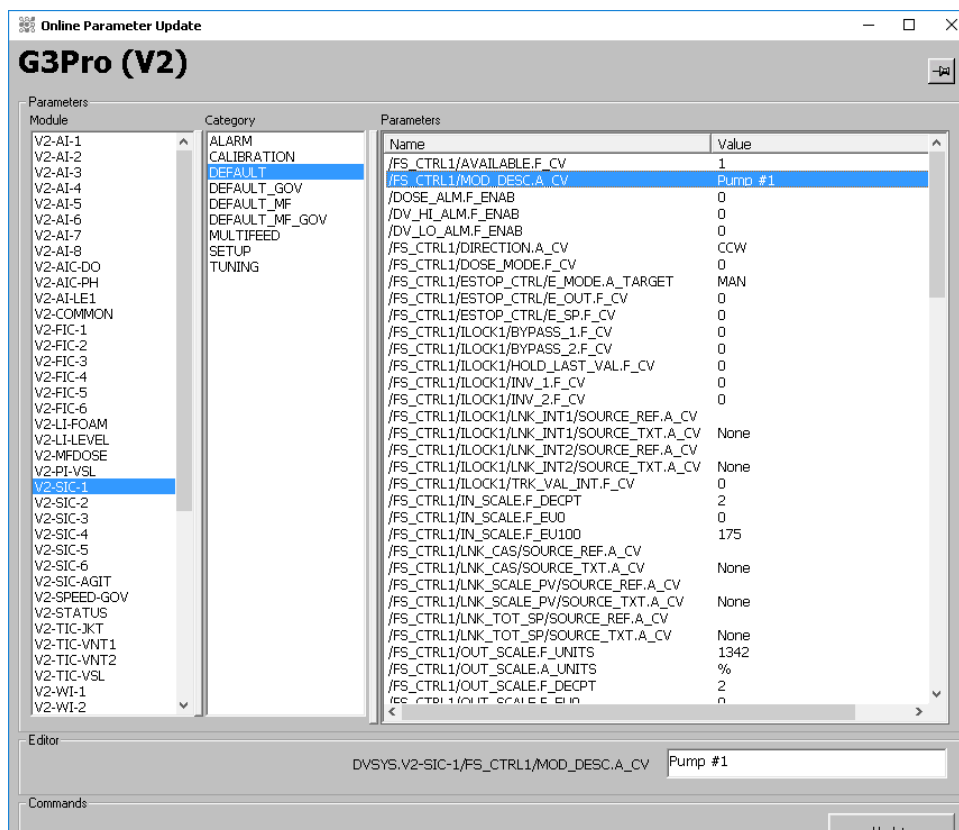 Online Parameter Update
G3Pro (V2)
Parameters
Module
V2-AI-1
V2-AI-2
V2-AI-3
V2-AI-4
V2-AI-5
V2-AI-6
V2-AI-7
V2-AI-8
V2-AIC-DO
V2-AIC-PH
V2-AI-LE1
V2-COMMON
V2-FIC-1
V2-FIC-2
V2-FIC-3
V2-FIC-4
V2-FIC-5
V2-FIC-6
V2-LI-FOAM
V2-LI-LEVEL
V2-MFDOSE
V2-PI-VSL
V2-SIC-1
V2-SIC-2
V2-SIC-3
V2-SIC-4
V2-SIC-5
V2-SIC-6
V2-SIC-AGIT
V2-SPEED-GOV
V2-STATUS
V2-TIC-JKT
V2-TIC-VNT1
V2-TIC-VNT2
V2-TIC-VSL
V2-WI-1
V2-WI-2
Category
ALARM
CALIBRATION
DEFAULT
DEFAULT_GOV
DEFAULT_MF
DEFAULT_MF_GOV
MULTIFEED
SETUP
TUNING
Parameters
Name Value
/FS_CTRL1/AVAILABLE.F_CV 1
/FS_CTRL1/MOD_DESC.A_CV Pump #1
/DOSE_ALM.F_ENAB 0
/DV_HI_ALM.F_ENAB 0
/DV_LO_ALM.F_ENAB 0
/FS_CTRL1/DIRECTION.A_CV CCW
/FS_CTRL1/DOSE_MODE.F_CV 0
/FS_CTRL1/ESTOP_CTRL/E_MODE.A_TARGET MAN
/FS_CTRL1/ESTOP_CTRL/E_OUT.F_CV 0
/FS_CTRL1/ESTOP_CTRL/E_SP.F_CV 0
/FS_CTRL1/ILOCK1/BYPASS_1.F_CV 0
/FS_CTRL1/ILOCK1/BYPASS_2.F_CV 0
/FS_CTRL1/ILOCK1/HOLD_LAST_VAL.F_CV 0
/FS_CTRL1/ILOCK1/INV_1.F_CV 0
/FS_CTRL1/ILOCK1/INV_2.F_CV 0
/FS_CTRL1/ILOCK1/LNK_INT1/SOURCE_REF.A_CV
/FS_CTRL1/ILOCK1/LNK_INT1/SOURCE_TXT.A_CV None
/FS_CTRL1/ILOCK1/LNK_INT2/SOURCE_REF.A_CV
/FS_CTRL1/ILOCK1/LNK_INT2/SOURCE_TXT.A_CV None
/FS_CTRL1/ILOCK1/TRK_VAL_INT.F_CV 0
/FS_CTRL1/IN_SCALE.F_DECPT 2
/FS_CTRL1/IN_SCALE.F_EU0 0
/FS_CTRL1/IN_SCALE.F_EU100 175
/FS_CTRL1/LNK_CAS/SOURCE_REF.A_CV
/FS_CTRL1/LNK_CAS/SOURCE_TXT.A_CV None
/FS_CTRL1/LNK_SCALE_PV/SOURCE_REF.A_CV
/FS_CTRL1/LNK_SCALE_PV/SOURCE_TXT.A_CV None
/FS_CTRL1/LNK_TOT_SP/SOURCE_REF.A_CV
/FS_CTRL1/LNK_TOT_SP/SOURCE_TXT.A_CV None
/FS_CTRL1/OUT_SCALE.F_UNITS 1342
/FS_CTRL1/OUT_SCALE.A_UNITS %
/FS_CTRL1/OUT_SCALE.F_DECPT 2
/FS_CTRL1/OUT_SCALE.F_EU0 0
Editor
DVSYS.V2-SIC-1/FS_CTRL1/MOD_DESC.A_CV Pump #1
Commands